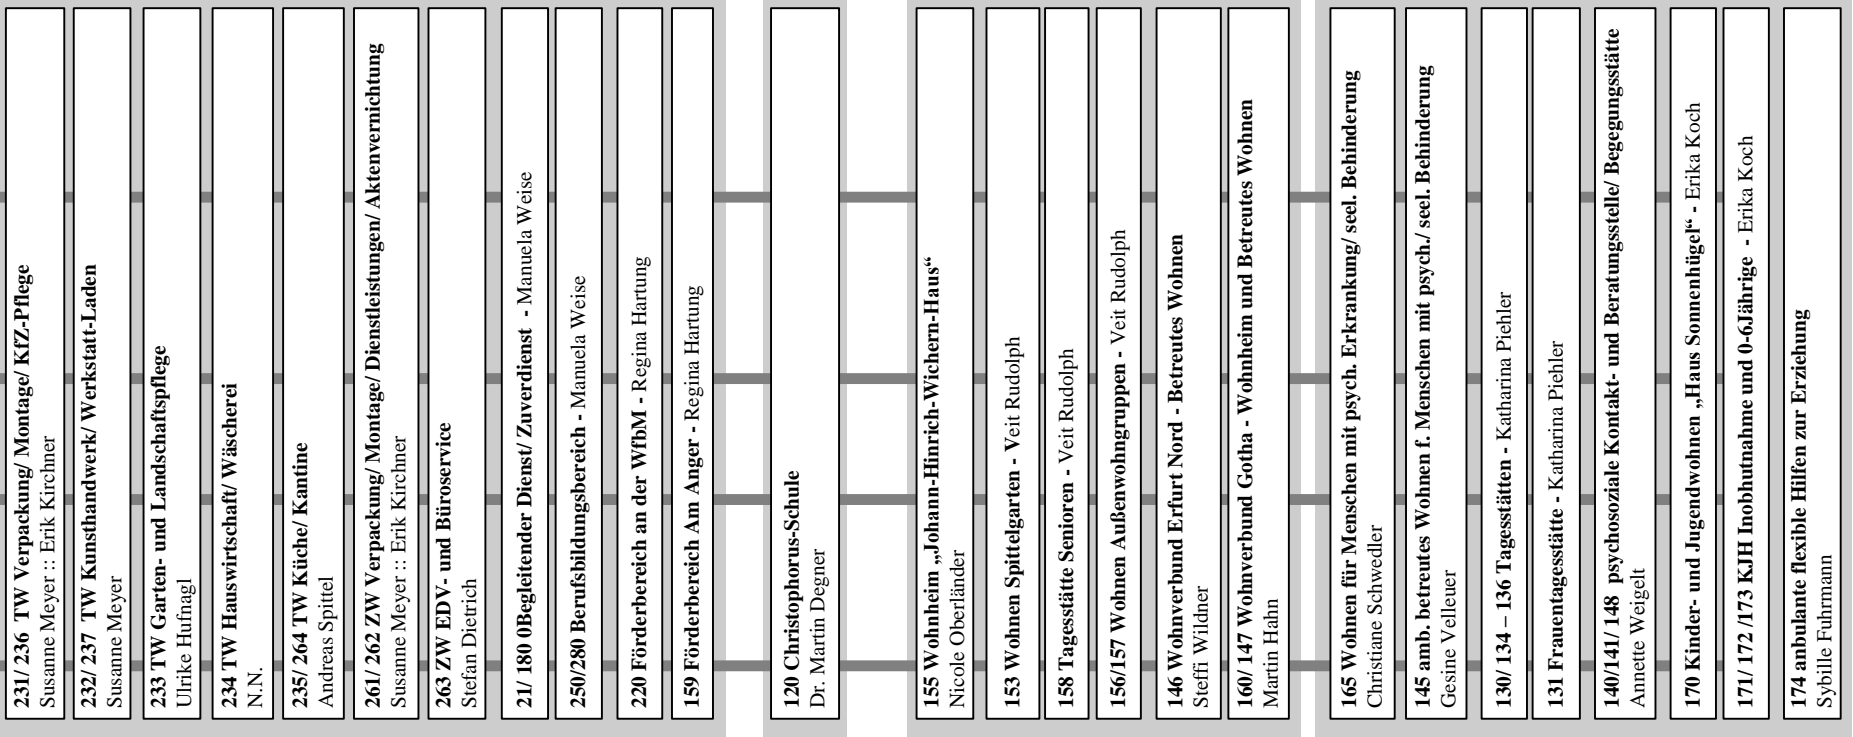 231/ 236 TW Verpackung/ Montage/ KfZ-Pflege
Susanne Meyer :: Erik Kirchner
232/ 237 TW Kunsthandwerk/ Werkstatt-Laden
Susanne Meyer
233 TW Garten- und Landschaftspflege
Ulrike Hufnagl
234 TW Hauswirtschaft/ Wäscherei
N.N.
235/ 264 TW Küche/ Kantine
Andreas Spittel
261/ 262 ZW Verpackung/ Montage/ Dienstleistungen/ Aktenvernichtung
Susanne Meyer :: Erik Kirchner
263 ZW EDV- und Büroservice
Stefan Dietrich
21/ 180 0Begleitender Dienst/ Zuverdienst - Manuela Weise
250/280 Berufsbildungsbereich - Manuela Weise
220 Förderbereich an der WfbM - Regina Hartung
159 Förderbereich Am Anger - Regina Hartung
120 Christophorus-Schule
Dr. Martin Degner
155 Wohnheim „Johann-Hinrich-Wichern-Haus“
Nicole Oberländer
153 Wohnen Spittelgarten - Veit Rudolph
158 Tagesstätte Senioren - Veit Rudolph
156/157 Wohnen Außenwohngruppen - Veit Rudolph
146 Wohnverbund Erfurt Nord - Betreutes Wohnen
Steffi Wildner
160/ 147 Wohnverbund Gotha - Wohnheim und Betreutes Wohnen
Martin Hahn
165 Wohnen für Menschen mit psych. Erkrankung/ seel. Behinderung
Christiane Schwedler
145 amb. betreutes Wohnen f. Menschen mit psych./ seel. Behinderung
Gesine Velleuer
130/ 134 – 136 Tagesstätten - Katharina Piehler
131 Frauentagesstätte - Katharina Piehler
140/141/ 148 psychosoziale Kontakt- und Beratungsstelle/ Begegungsstätte
Annette Weigelt
170 Kinder- und Jugendwohnen „Haus Sonnenhügel“ - Erika Koch
171/ 172 /173 KJH Inobhutnahme und 0-6Jährige - Erika Koch
174 anbulante flexible Hilfen zur Erziehung
Sybille Fuhrmann